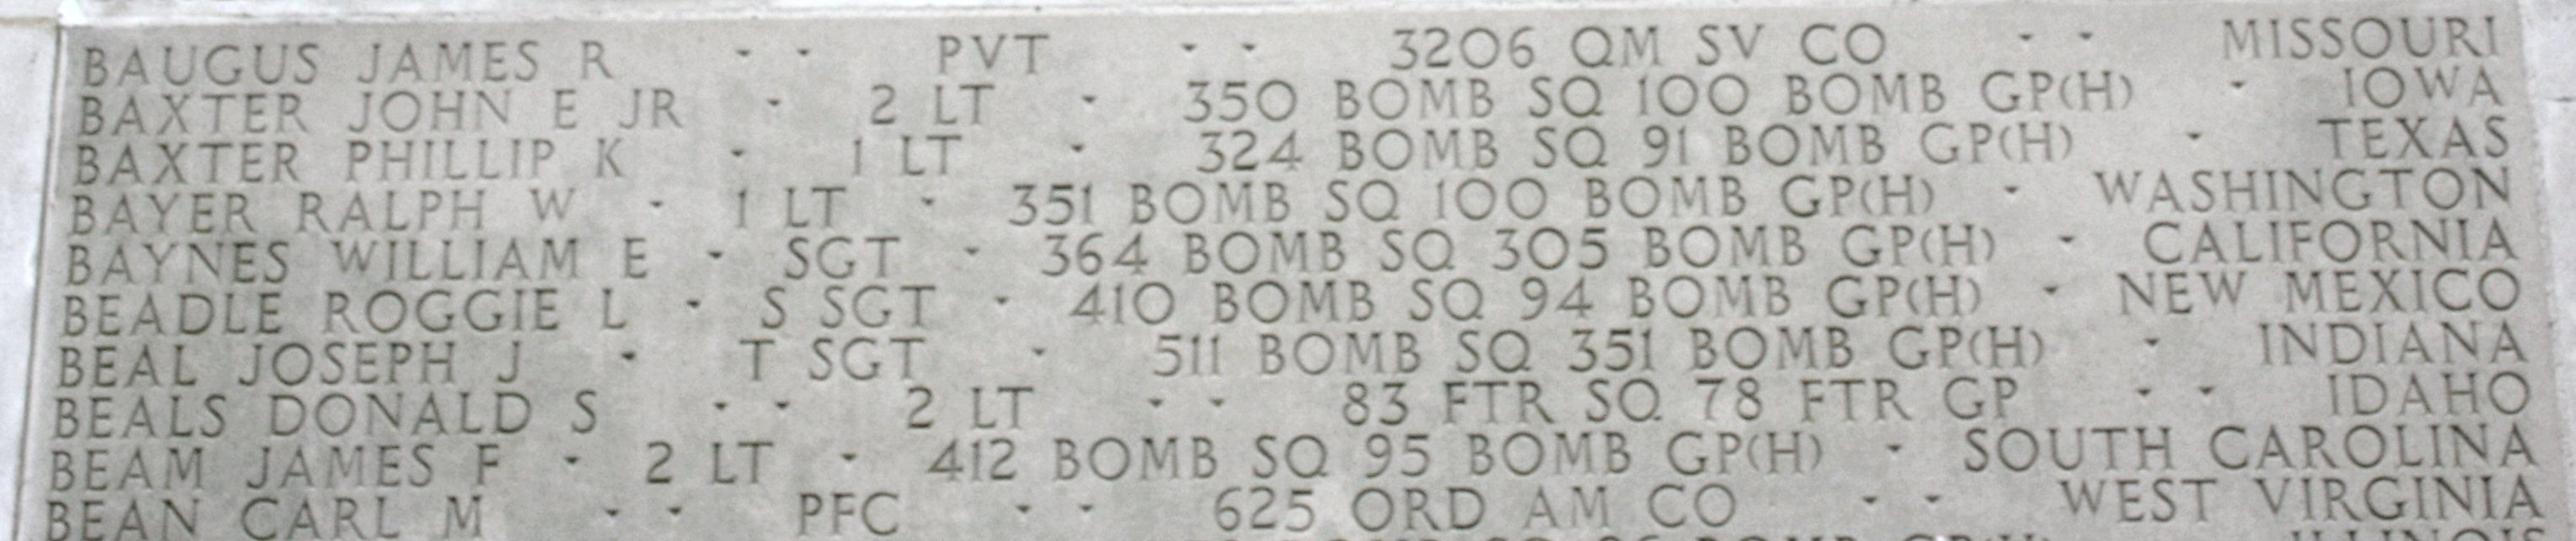 BAUGUS JAMES R - - PVT - - 3206 QM SV CO - - MISSOURI
BAXTER JOHN E JR - 2 LT - 350 BOMB SQ 100 BOMB GP(H) - IOWA
BAXTER PHILLIP K - 1 LT - 324 BOMB SQ 91 BOMB GP(H) - TEXAS
BAYER RALPH W - 1 LT - 351 BOMB SQ 100 BOMB GP(H) - WASHINGTON
BAYNES WILLIAM E - SGT - 364 BOMB SQ 305 BOMB GP(H) - CALIFORNIA
BEADLE ROGGIE L - S SGT - 410 BOMB SQ 94 BOMB GP(H) - NEW MEXICO
BEAL JOSEPH J - T SGT - 511 BOMB SQ 351 BOMB GP(H) - INDIANA
BEALS DONALD S - - 2 LT - - 83 FTR SQ 78 FTR GP - - IDAHO
BEAM JAMES F - 2 LT - 412 BOMB SQ 95 BOMB GP(H) - SOUTH CAROLINA
BEAN CARL M - - PFC - - 625 ORD AM CO - - WEST VIRGINIA